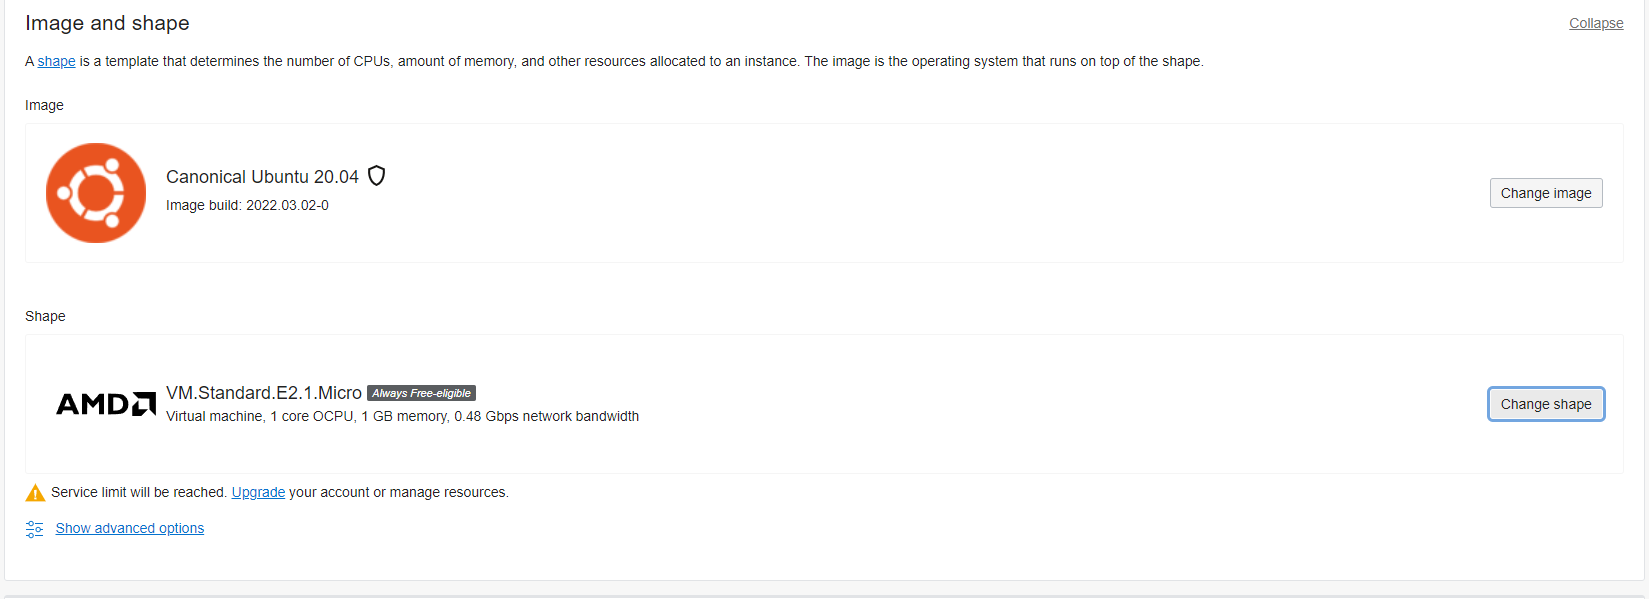 Image and shape
Collapse
A shape is a template that determines the number of CPUs, amount of memory, and other resources allocated to an instance. The image is the operating system that runs on top of the shape.
Image
Canonical Ubuntu 20.04
Image build: 2022.03.02-0
Change image
Shape
AMD
VM.Standard.E2.1.Micro Always Free-eligible
Virtual machine, 1 core OCPU, 1 GB memory, 0.48 Gbps network bandwidth
Change shape
Service limit will be reached. Upgrade your account or manage resources.
Show advanced options